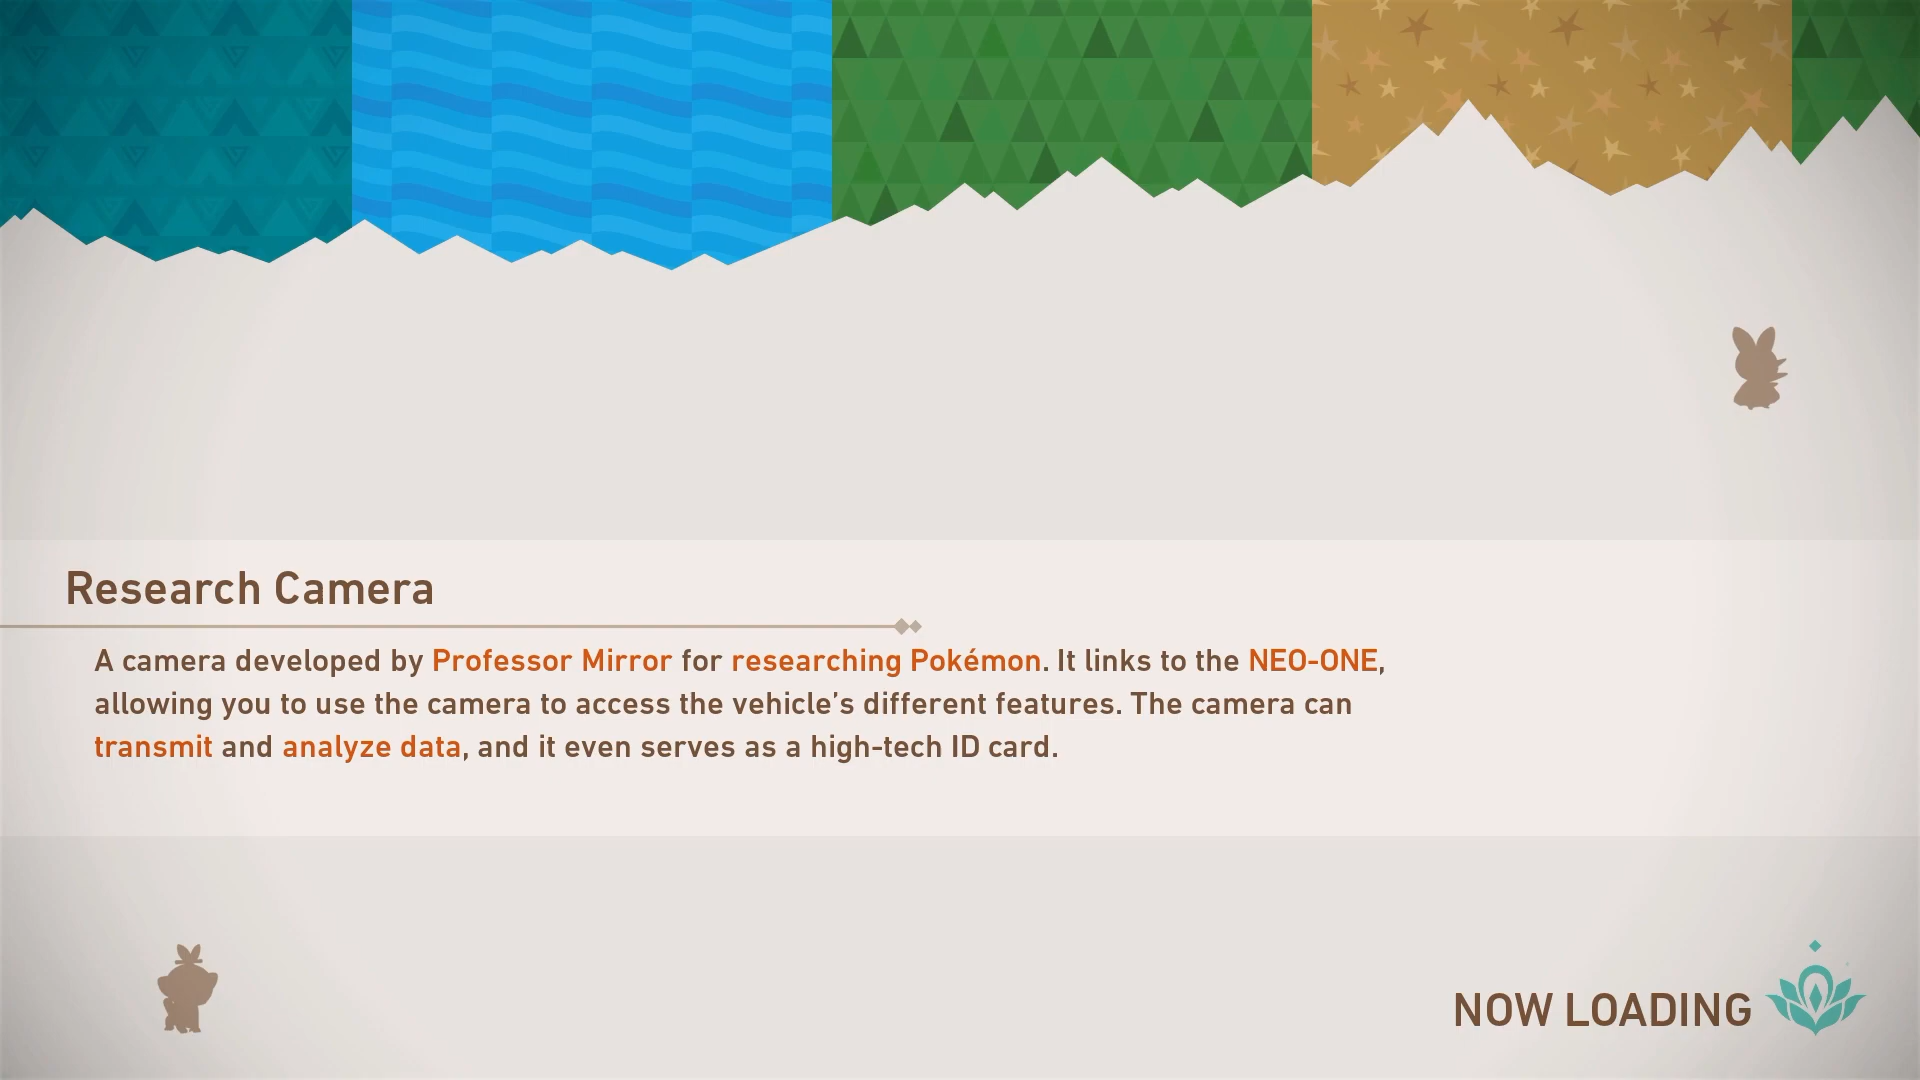 Research Camera
A camera developed by Professor Mirror for researching Pokémon. It links to the NEO-ONE,
allowing you to use the camera to access the vehicle’s different features. The camera can
transmit and analyze data, and it even serves as a high-tech ID card.
NOW LOADING